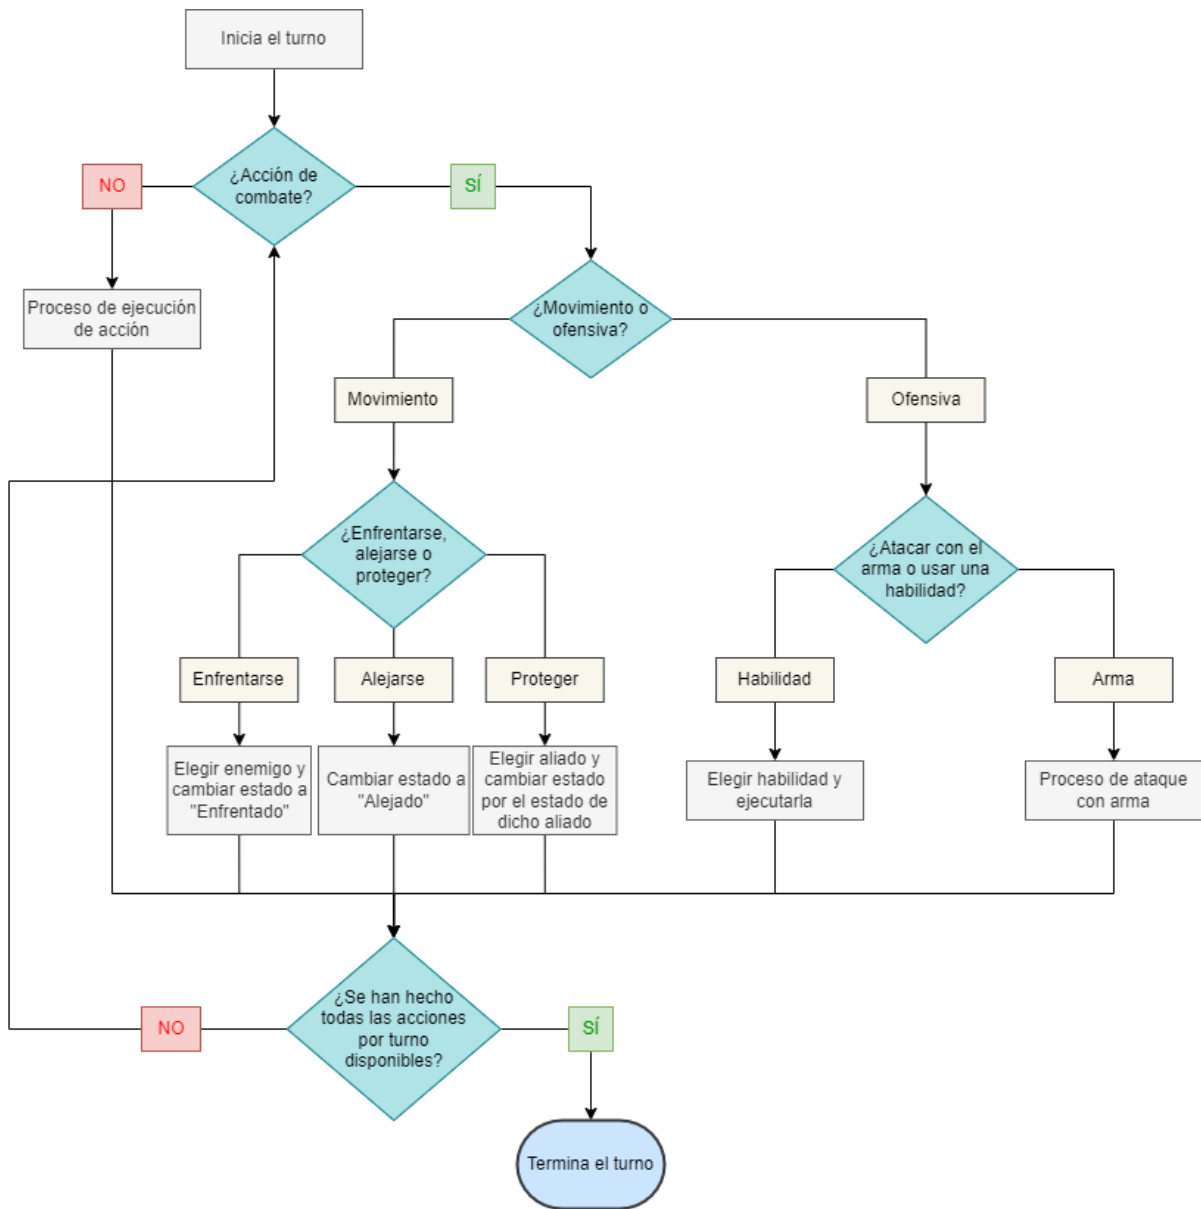 Inicia el turno
¿Acción de
combate?
NO
SÍ
Proceso de ejecución
de acción
¿Movimiento o
ofensiva?
Movimiento
Ofensiva
¿Enfrentarse,
alejarse o
proteger?
¿Atacar con el
arma o usar una
habilidad?
Enfrentarse
Alejarse
Proteger
Habilidad
Arma
Elegir enemigo y
cambiar estado a
"Enfrentado"
Cambiar estado a
"Alejado"
Elegir aliado y
cambiar estado
por el estado de
dicho aliado
Elegir habilidad y
ejecutarla
Proceso de ataque
con arma
¿Se han hecho
todas las acciones
por turno
disponibles?
NO
SÍ
Termina el turno